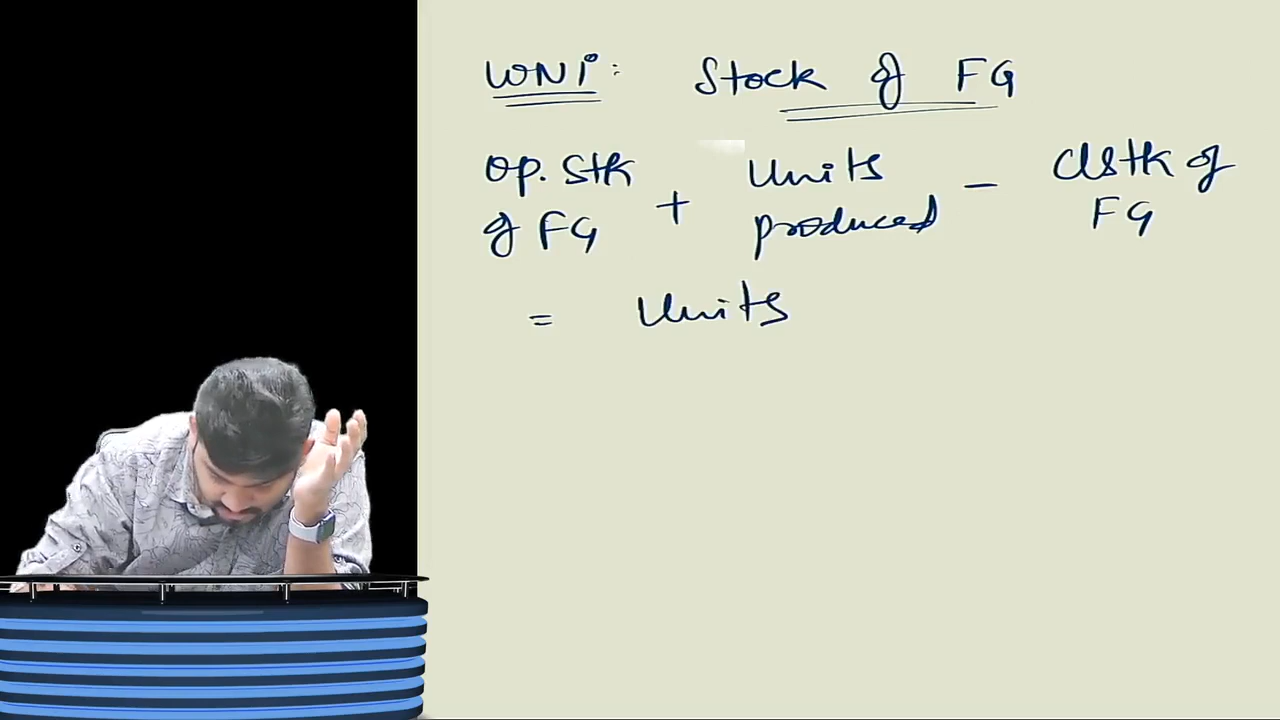 WN1: Stock of FG
Op. Stk of FG + Units produced - Cl Stk of FG
= Units